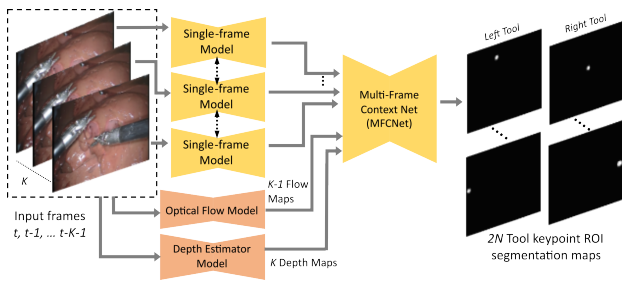 K
Input frames
t, t-1, ... t-K-1
Single-frame
Model
Single-frame
Model
Single-frame
Model
Optical Flow Model
Depth Estimator
Model
K-1 Flow
Maps
K Depth Maps
Multi-Frame
Context Net
(MFCNet)
Left Tool
Right Tool
2N Tool keypoint ROI
segmentation maps